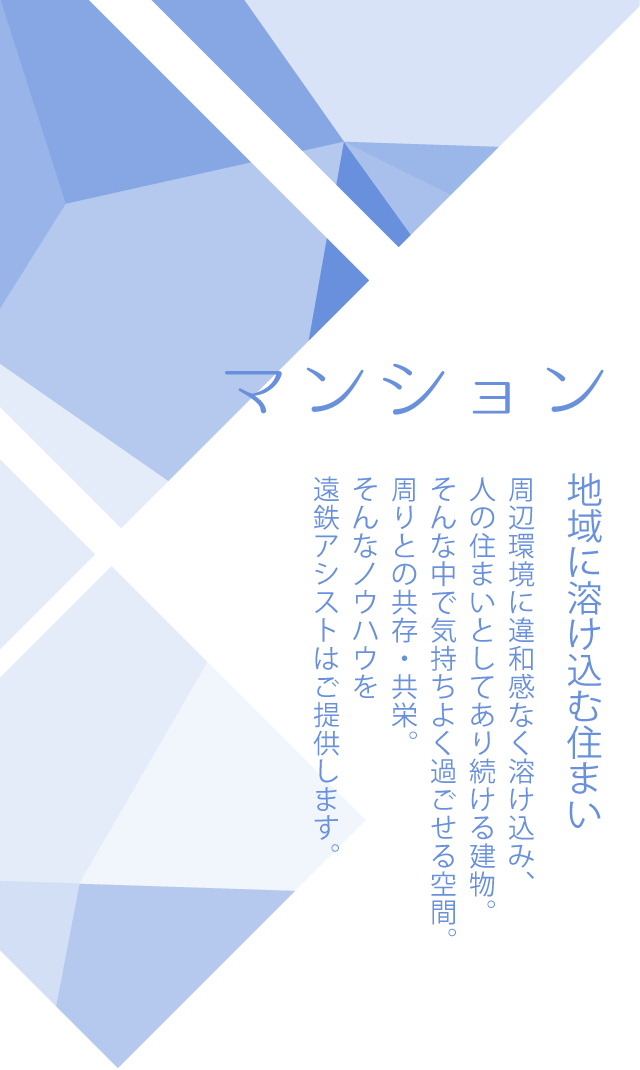 マンション
地域に溶け込む住まい
周辺環境に違和感なく溶け込み、
人の住まいとしてあり続ける建物。
そんな中で気持ちよく過ごせる空間。
周りとの共存・共栄。
そんなノウハウを
遠鉄アシストはご提供します。